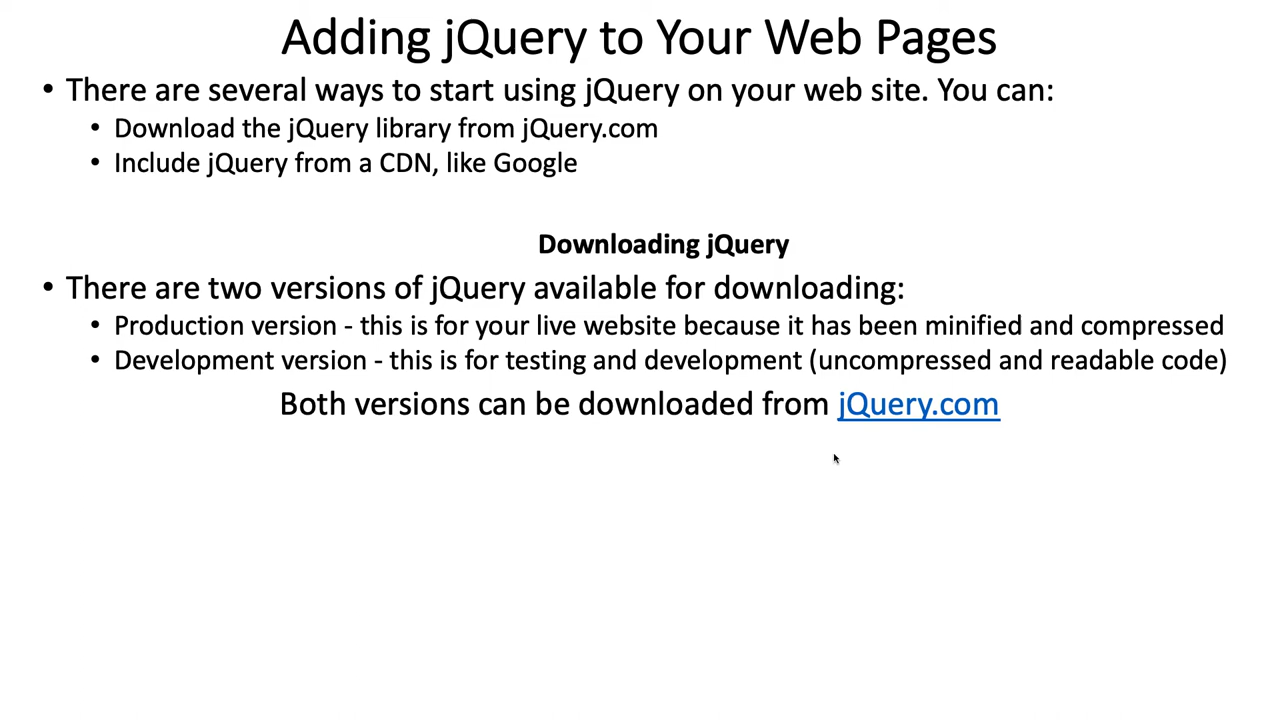 Adding jQuery to Your Web Pages
• There are several ways to start using jQuery on your web site. You can:
• Download the jQuery library from jQuery.com
• Include jQuery from a CDN, like Google
Downloading jQuery
• There are two versions of jQuery available for downloading:
• Production version - this is for your live website because it has been minified and compressed
• Development version - this is for testing and development (uncompressed and readable code)
Both versions can be downloaded from jQuery.com